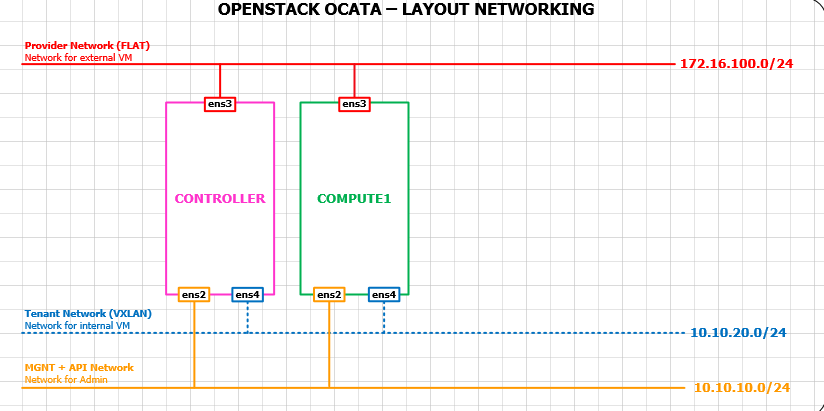 OPENSTACK OCATA – LAYOUT NETWORKING
Provider Network (FLAT)
Network for external VM
172.16.100.0/24
ens3
ens3
CONTROLLER
COMPUTE1
ens2
ens4
ens2
ens4
Tenant Network (VXLAN)
Network for internal VM
10.10.20.0/24
MGNT + API Network
Network for Admin
10.10.10.0/24